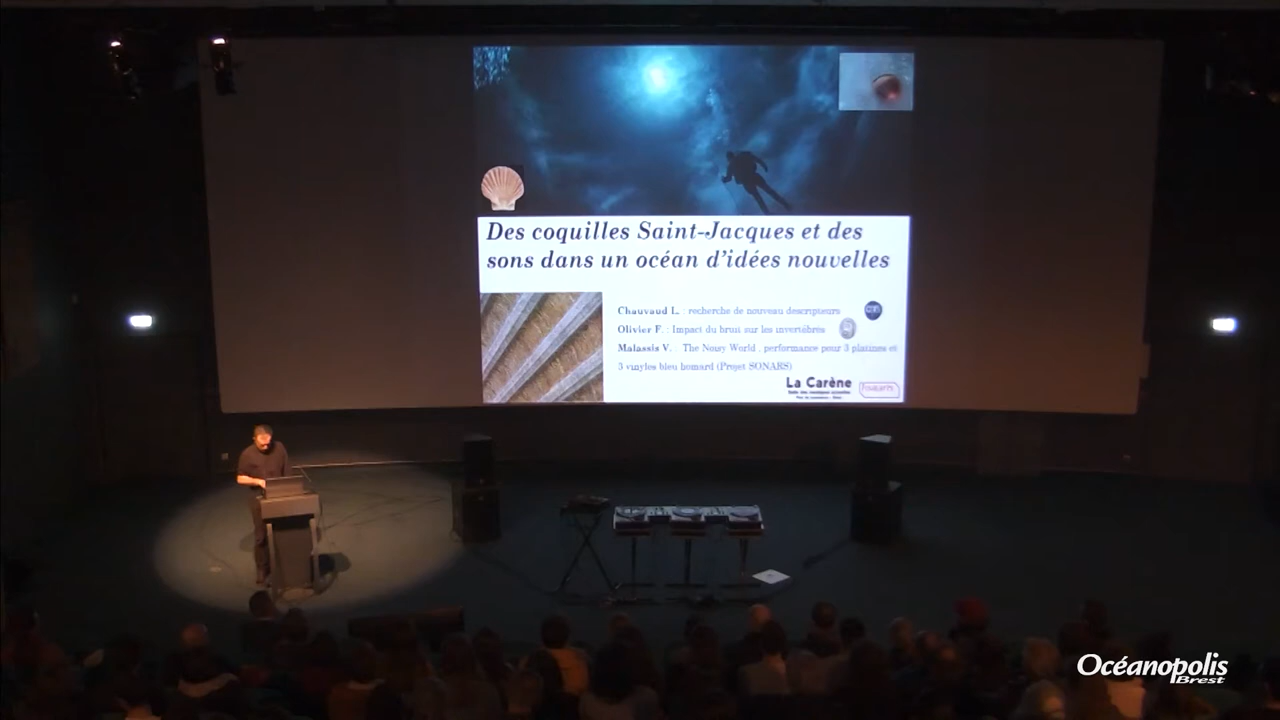 Des coquilles Saint-Jacques et des
sons dans un océan d'idées nouvelles
Chauvaud L. : recherche de nouveau descripteurs
Olivier F. : Impact du bruit sur les invertébrés
Malassis V. : The Noisy World , performance pour 3 platines et
3 vinyles bleu homard (Projet SONARS)
La Carène
Océanopolis
Brest